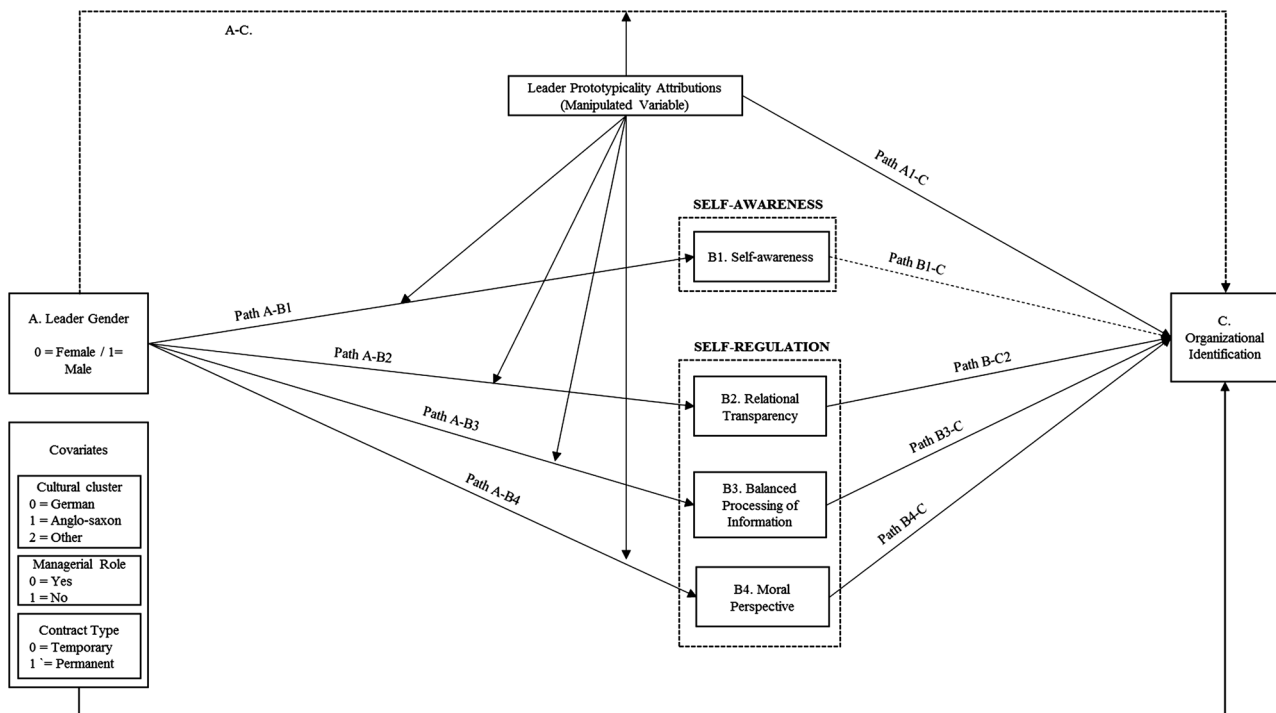 A-C.
Leader Prototypicality Attributions
(Manipulated Variable)
Path A1-C
SELF-AWARENESS
B1. Self-awareness
Path B1-C
A. Leader Gender
0 = Female / 1=
Male
Path A-B1
Path A-B2
Path A-B3
Path A-B4
SELF-REGULATION
B2. Relational
Transparency
B3. Balanced
Processing of
Information
B4. Moral
Perspective
Path B-C2
Path B3-C
Path B4-C
C.
Organizational
Identification
Covariates
Cultural cluster
0 = German
1 = Anglo-saxon
2 = Other
Managerial Role
0 = Yes
1 = No
Contract Type
0 = Temporary
1 `= Permanent